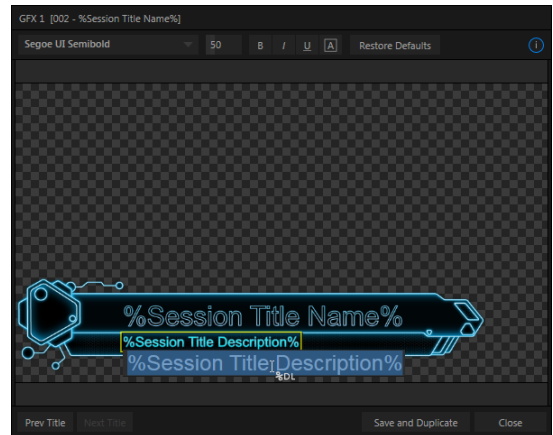 GFX 1 [002 - %Session Title Name%]
Segoe UI Semibold 50 B I U A Restore Defaults i
%Session Title Name%
%Session Title Description%
%Session Title Description%
Prev Title Next Title Save and Duplicate Close